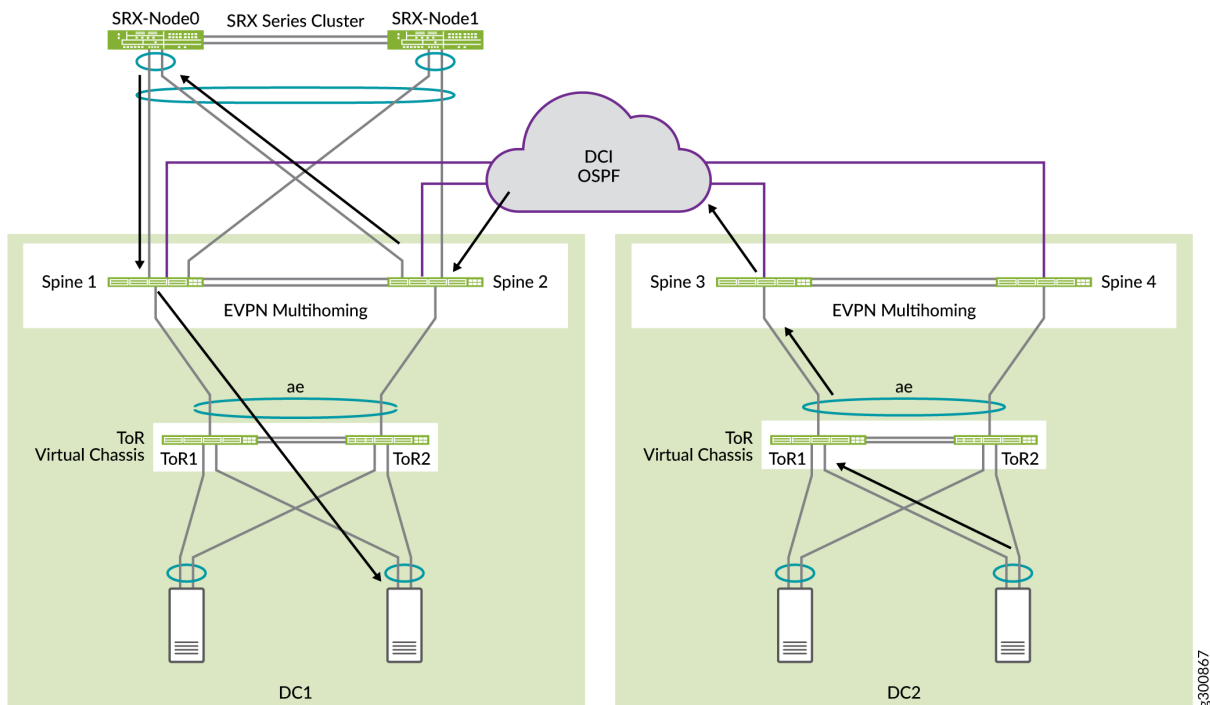 SRX-Node0
SRX Series Cluster
SRX-Node1
DCI
OSPF
Spine 1
Spine 2
EVPN Multihoming
Spine 3
Spine 4
EVPN Multihoming
ae
ToR
Virtual Chassis
ToR1
ToR2
ae
ToR
Virtual Chassis
ToR1
ToR2
DC1
DC2
g300867